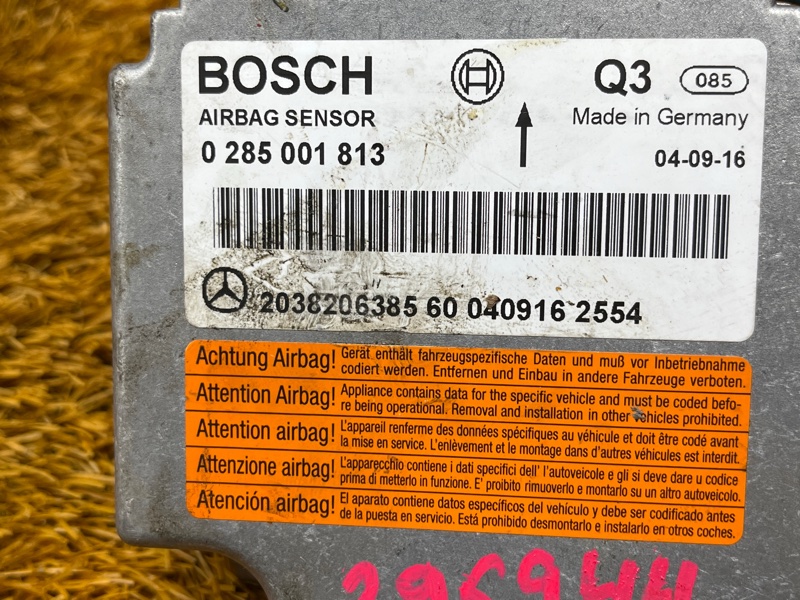 BOSCH Q3 085
AIRBAG SENSOR Made in Germany
0 285 001 813 04-09-16
2038206385 60 040916 2554
Achtung Airbag! Gerät enthält fahrzeugspezifische Daten und muß vor Inbetriebnahme
codiert werden. Entfernen und Einbau in andere Fahrzeuge verboten.
Attention Airbag! Appliance contains data for the specific vehicle and must be coded befo-
re being operational. Removal and installation in other vehicles prohibited.
Attention airbag! L'appareil renferme des données spécifiques au véhicule et doit être codé avant
la mise en service. L'enlèvement et le montage dans d'autres véhicules est interdit.
Attenzione airbag! L'apparecchio contiene i dati specifici dell' l'autoveicolo e gli si deve dare u codice
prima di metterlo in funzione. E' proibito rimuoverlo e montarlo su un altro autoveicolo.
Atención airbag! El aparato contiene datos específicos del vehículo y debe ser codificado antes
de la puesta en servicio. Está prohibido desmontarlo e instalarlo en otros coches.